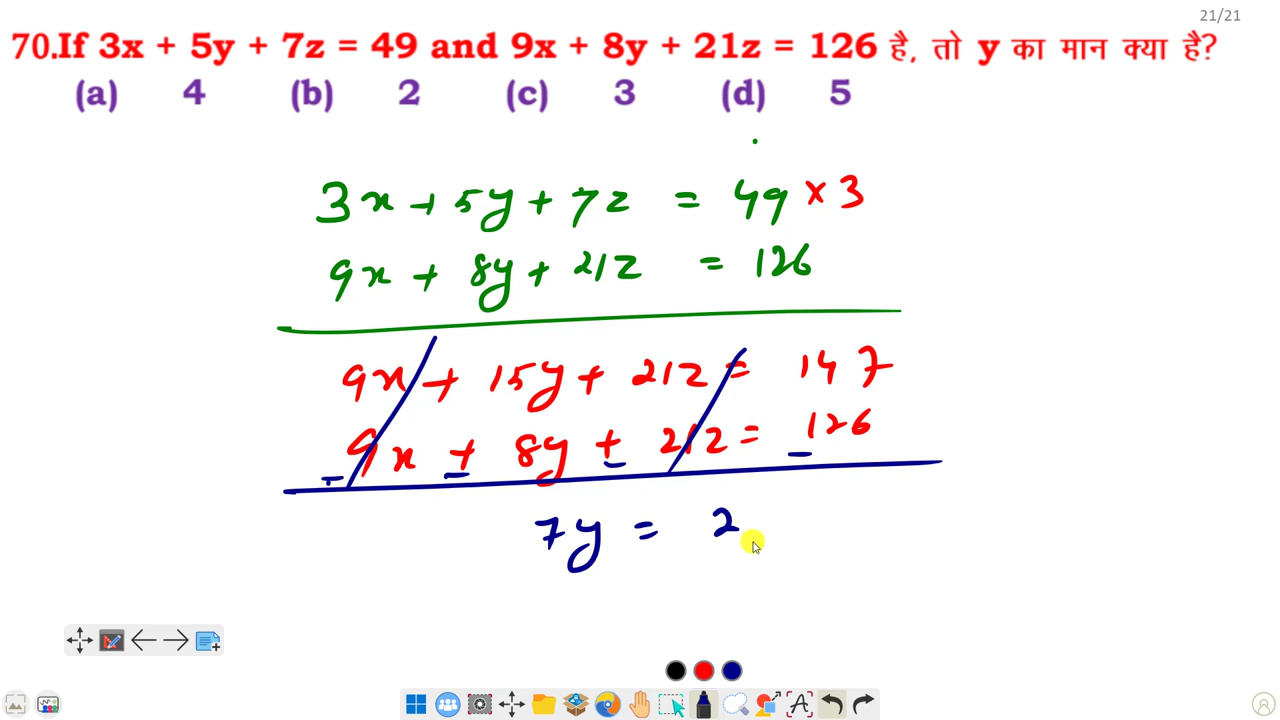 21/21
70.If 3x + 5y + 7z = 49 and 9x + 8y + 21z = 126 है, तो y का मान क्या है?
(a) 4 (b) 2 (c) 3 (d) 5
3x + 5y + 7z = 49 × 3
9x + 8y + 21z = 126
9x + 15y + 21z = 147
9x + 8y + 21z = 126
- - - -
7y = 2